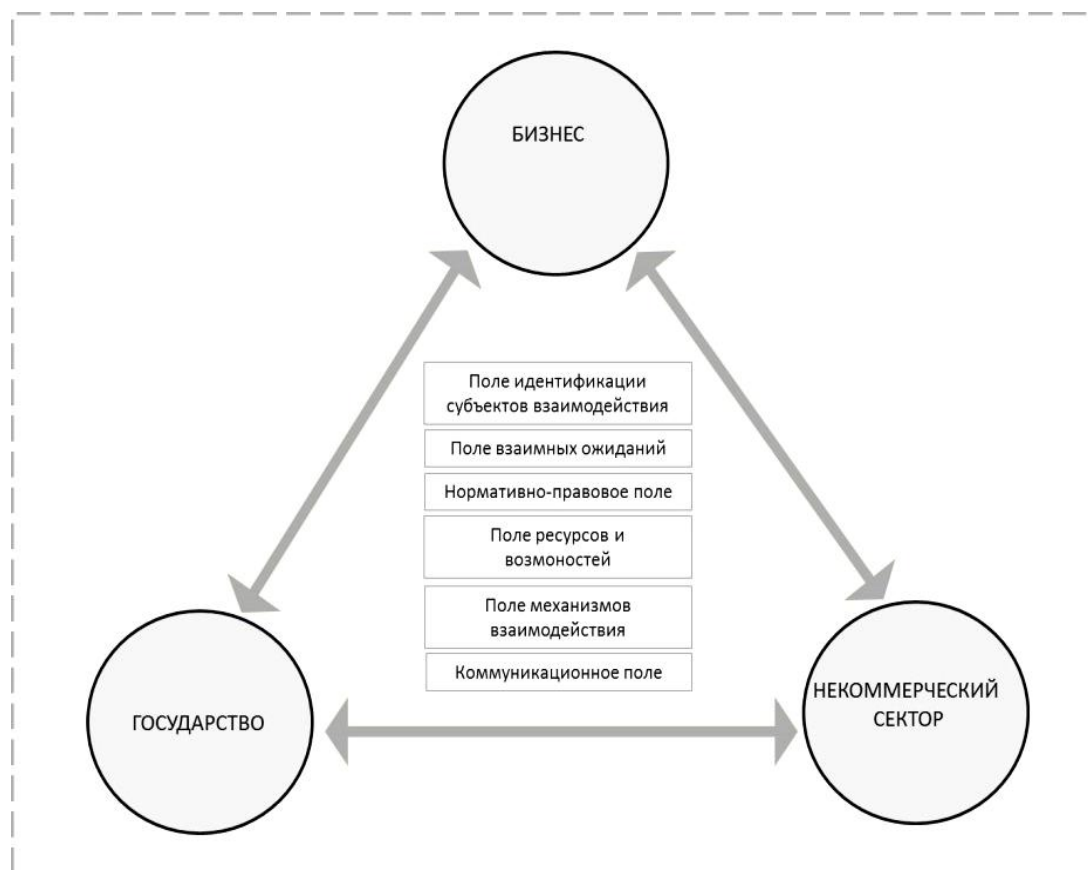 БИЗНЕС
Поле идентификации
субъектов взаимодействия
Поле взаимных ожиданий
Нормативно-правовое поле
Поле ресурсов и
возмоностей
Поле механизмов
взаимодействия
Коммуникационное поле
ГОСУДАРСТВО
НЕКОММЕРЧЕСКИЙ
СЕКТОР